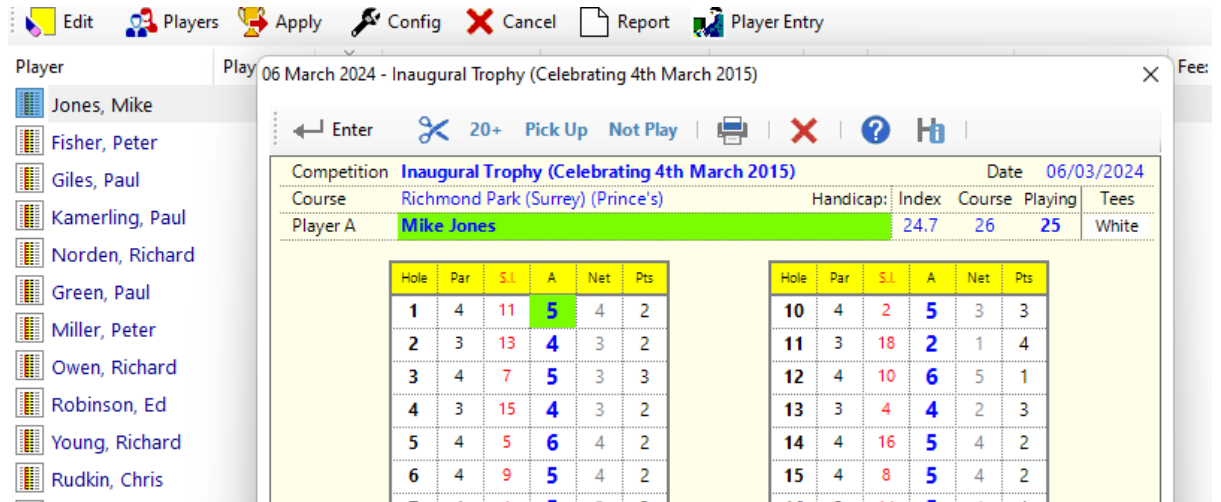 Edit Players Apply Config Cancel Report Player Entry
Player Play Fee:
06 March 2024 - Inaugural Trophy (Celebrating 4th March 2015)
Jones, Mike
Fisher, Peter
Giles, Paul
Kamerling, Paul
Norden, Richard
Green, Paul
Miller, Peter
Owen, Richard
Robinson, Ed
Young, Richard
Rudkin, Chris
Enter 20+ Pick Up Not Play
Competition Inaugural Trophy (Celebrating 4th March 2015) Date 06/03/2024
Course Richmond Park (Surrey) (Prince's) Handicap: Index Course Playing Tees
Player A Mike Jones 24.7 26 25 White
Hole Par S.I. A Net Pts Hole Par S.I. A Net Pts
1 4 11 5 4 2 10 4 2 5 3 3
2 3 13 4 3 2 11 3 18 2 1 4
3 4 7 5 3 3 12 4 10 6 5 1
4 3 15 4 3 2 13 3 4 4 2 3
5 4 5 6 4 2 14 4 16 5 4 2
6 4 9 5 4 2 15 4 8 5 4 2